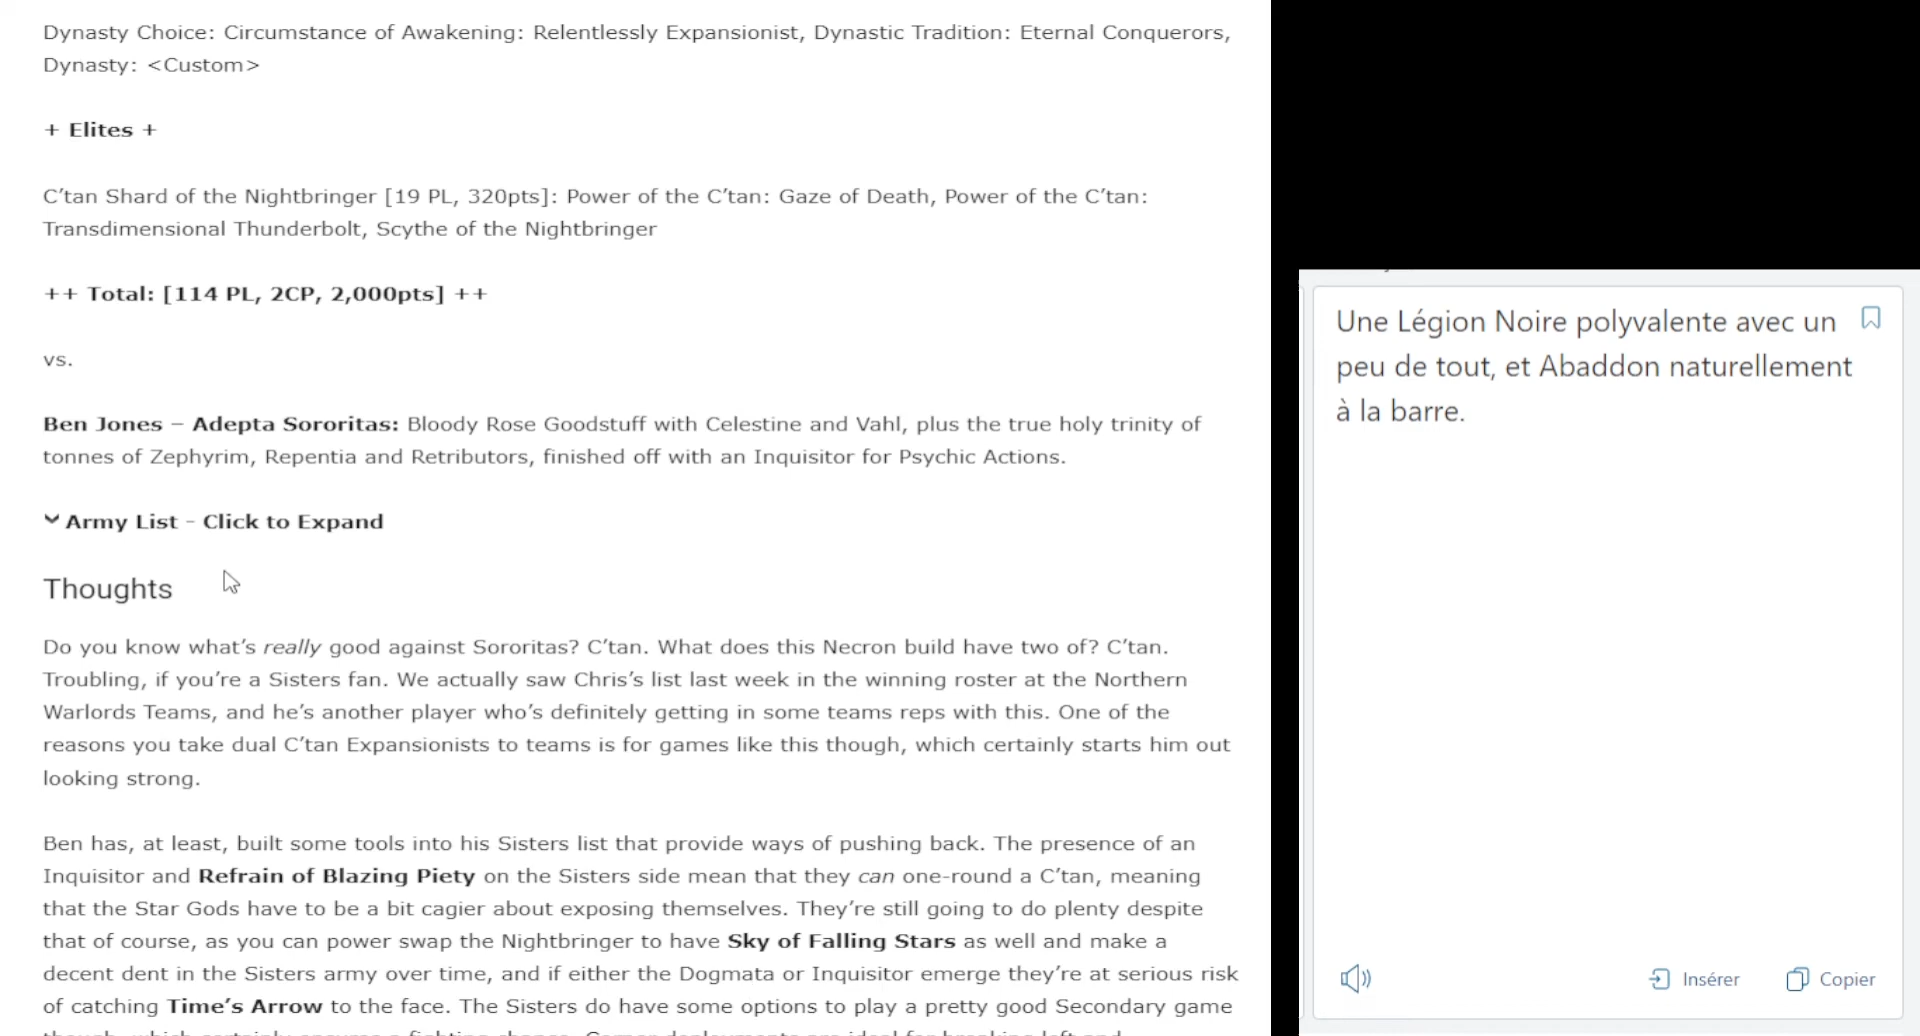 Dynasty Choice: Circumstance of Awakening: Relentlessly Expansionist, Dynastic Tradition: Eternal Conquerors,
Dynasty: <Custom>
+ Elites +
C’tan Shard of the Nightbringer [19 PL, 320pts]: Power of the C’tan: Gaze of Death, Power of the C’tan:
Transdimensional Thunderbolt, Scythe of the Nightbringer
++ Total: [114 PL, 2CP, 2,000pts] ++
vs.
Ben Jones – Adepta Sororitas: Bloody Rose Goodstuff with Celestine and Vahl, plus the true holy trinity of
tonnes of Zephyrim, Repentia and Retributors, finished off with an Inquisitor for Psychic Actions.
Army List - Click to Expand
Thoughts
Do you know what’s really good against Sororitas? C’tan. What does this Necron build have two of? C’tan.
Troubling, if you’re a Sisters fan. We actually saw Chris’s list last week in the winning roster at the Northern
Warlords Teams, and he’s another player who’s definitely getting in some teams reps with this. One of the
reasons you take dual C’tan Expansionists to teams is for games like this though, which certainly starts him out
looking strong.
Ben has, at least, built some tools into his Sisters list that provide ways of pushing back. The presence of an
Inquisitor and Refrain of Blazing Piety on the Sisters side mean that they can one-round a C’tan, meaning
that the Star Gods have to be a bit cagier about exposing themselves. They’re still going to do plenty despite
that of course, as you can power swap the Nightbringer to have Sky of Falling Stars as well and make a
decent dent in the Sisters army over time, and if either the Dogmata or Inquisitor emerge they’re at serious risk
of catching Time’s Arrow to the face. The Sisters do have some options to play a pretty good Secondary game
Une Légion Noire polyvalente avec un
peu de tout, et Abaddon naturellement
à la barre.
Insérer
Copier